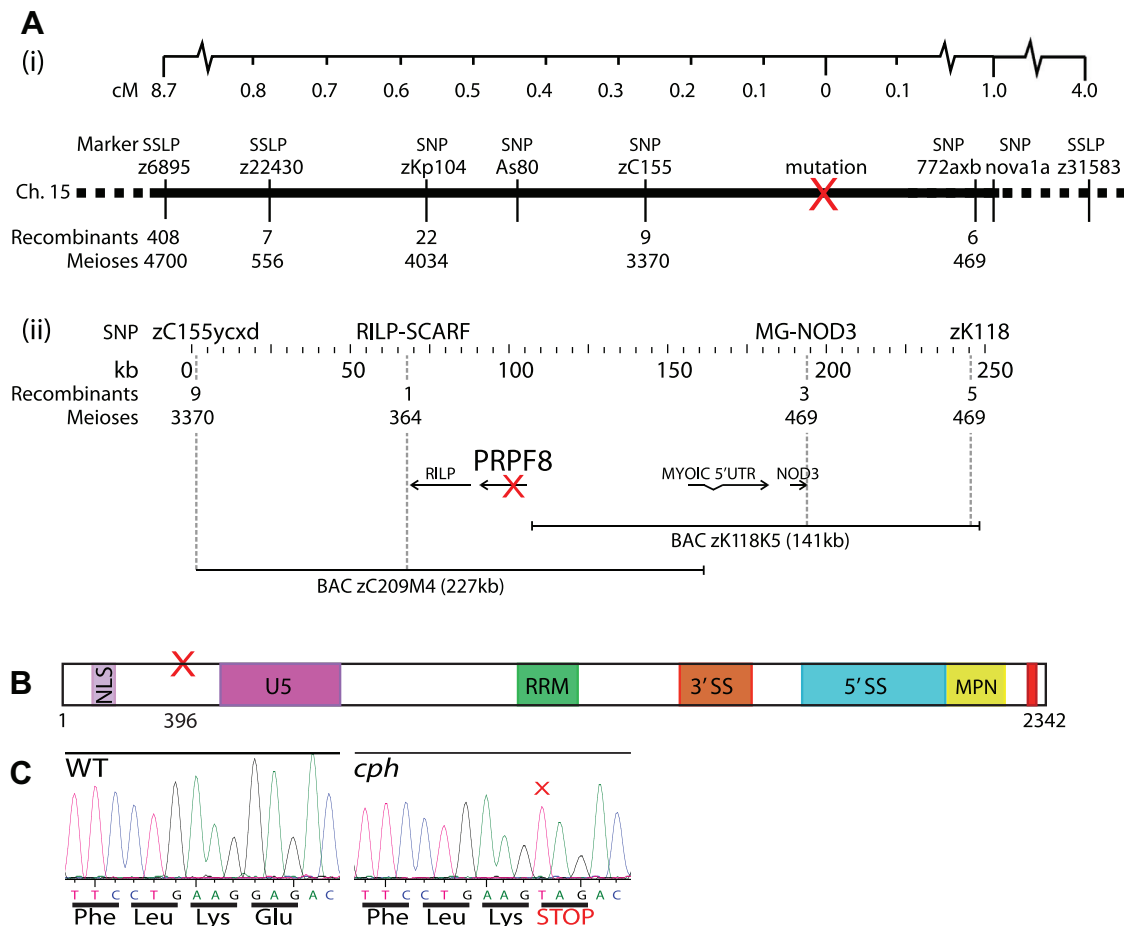 A
(i)
cM 8.7 0.8 0.7 0.6 0.5 0.4 0.3 0.2 0.1 0 0.1 1.0 4.0
Marker SSLP SSLP SNP SNP SNP SNP SNP SSLP
z6895 z22430 zKp104 As80 zC155 mutation 772axb nova1a z31583
Ch. 15
Recombinants 408 7 22 9 6
Meioses 4700 556 4034 3370 469
(ii)
SNP zC155ycxd RILP-SCARF MG-NOD3 zK118
kb 0 50 100 150 200 250
Recombinants 9 1 3 5
Meioses 3370 364 469 469
RILP PRPF8 MYOIC 5'UTR NOD3
BAC zK118K5 (141kb)
BAC zC209M4 (227kb)
B
NLS U5 RRM 3' SS 5' SS MPN
1 396 2342
C
WT cph
T T C C T G A A G G A G A C T T C C T G A A G T A G A C
Phe Leu Lys Glu Phe Leu Lys STOP